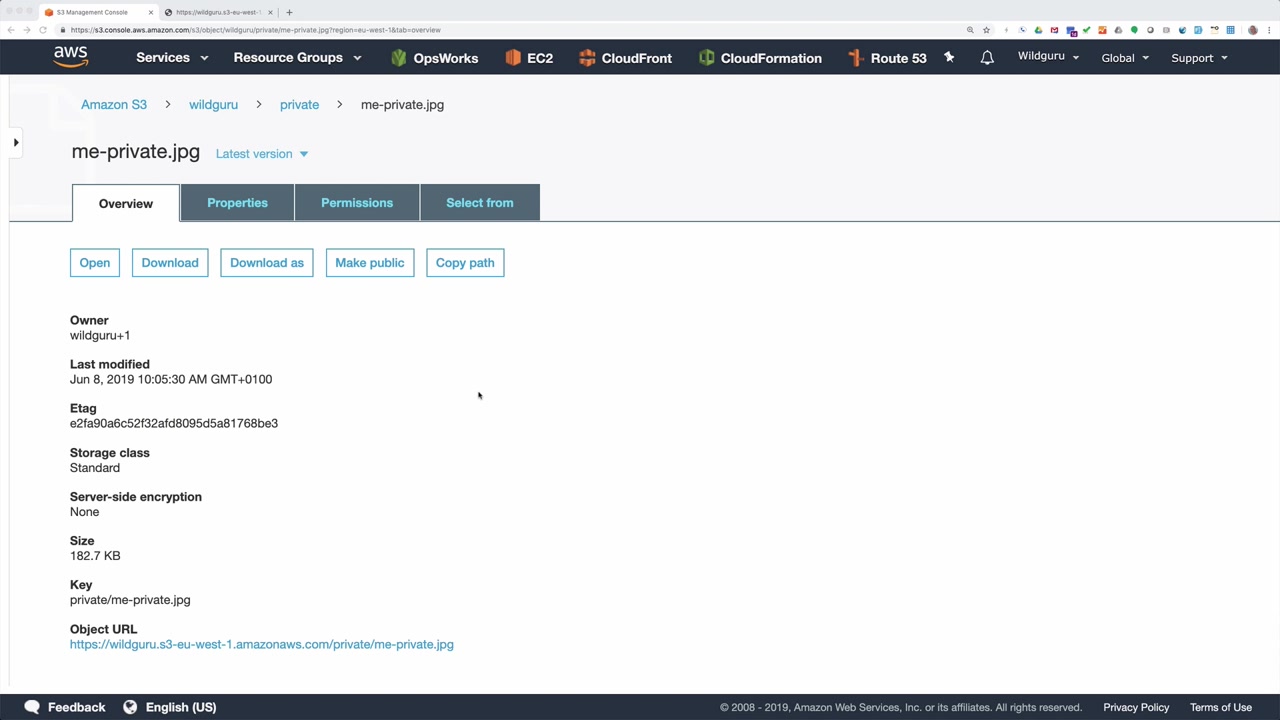 S3 Management Console
https://wildguru.s3-eu-west-1
https://s3.console.aws.amazon.com/s3/object/wildguru/private/me-private.jpg?region=eu-west-1&tab=overview
aws Services Resource Groups OpsWorks EC2 CloudFront CloudFormation Route 53 Wildguru Global Support
Amazon S3 > wildguru > private > me-private.jpg
me-private.jpg Latest version
Overview Properties Permissions Select from
Open Download Download as Make public Copy path
Owner
wildguru+1
Last modified
Jun 8, 2019 10:05:30 AM GMT+0100
Etag
e2fa90a6c52f32afd8095d5a81768be3
Storage class
Standard
Server-side encryption
None
Size
182.7 KB
Key
private/me-private.jpg
Object URL
https://wildguru.s3-eu-west-1.amazonaws.com/private/me-private.jpg
Feedback English (US) © 2008 - 2019, Amazon Web Services, Inc. or its affiliates. All rights reserved. Privacy Policy Terms of Use